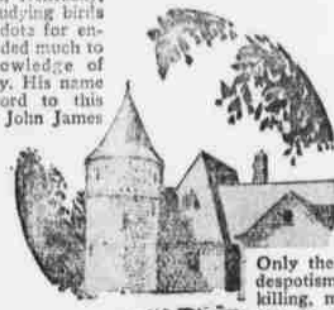 udying birds
dots for en-
ded much to
owledge of
y. His name
ord to this
John James
Only the
despotism
killing, n